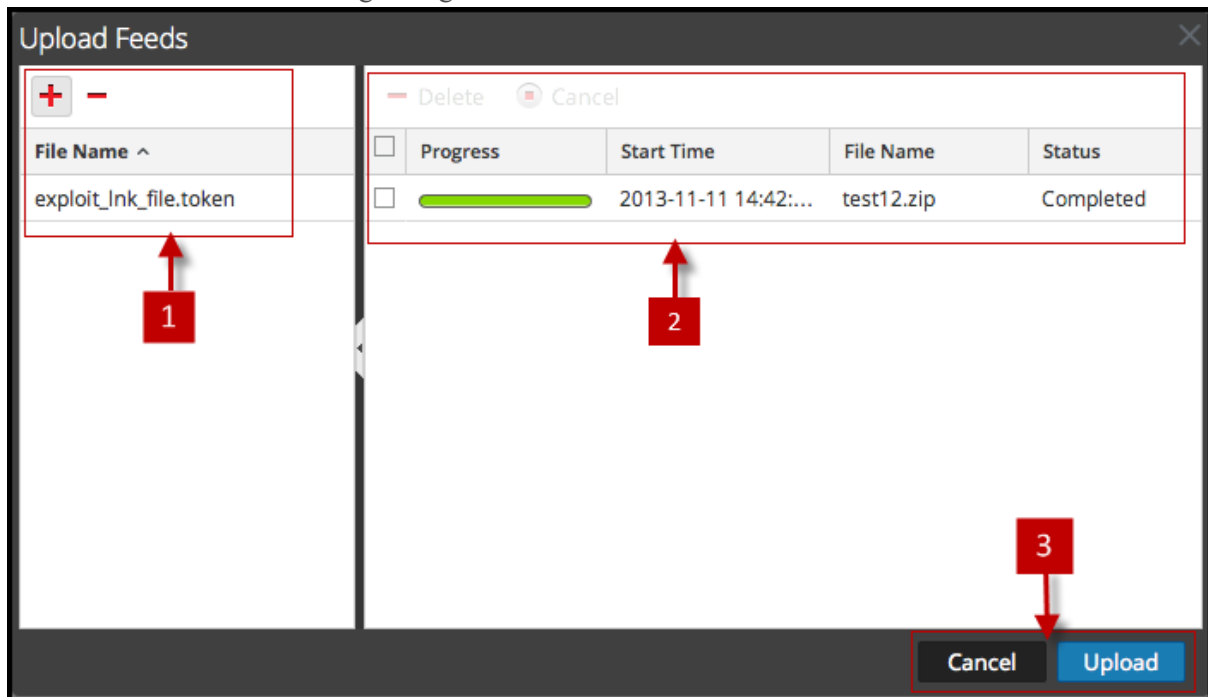 Upload Feeds
Delete Cancel
File Name
exploit_lnk_file.token
Progress Start Time File Name Status
2013-11-11 14:42:... test12.zip Completed
1
2
3
Cancel Upload